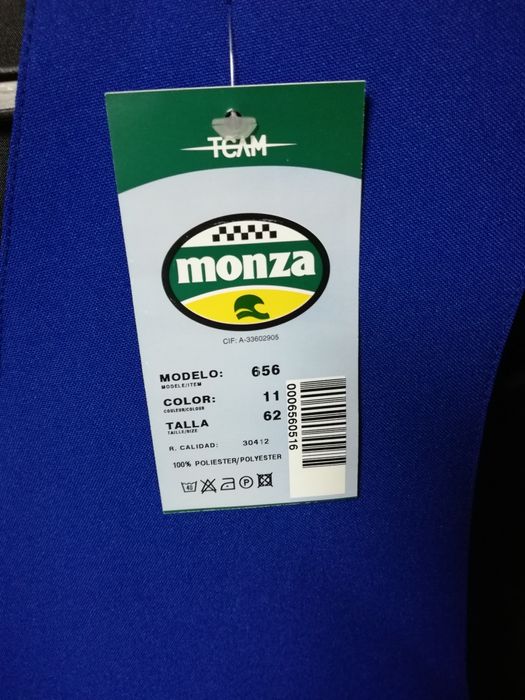 TCAM
monza
CIF: A-33602905
MODELO: 656
MODELE/ITEM
COLOR: 11
COULEUR/COLOUR
TALLA 62
TAILLE/SIZE
R. CALIDAD: 30412
100% POLIESTER/POLYESTER
40
P
0006560516